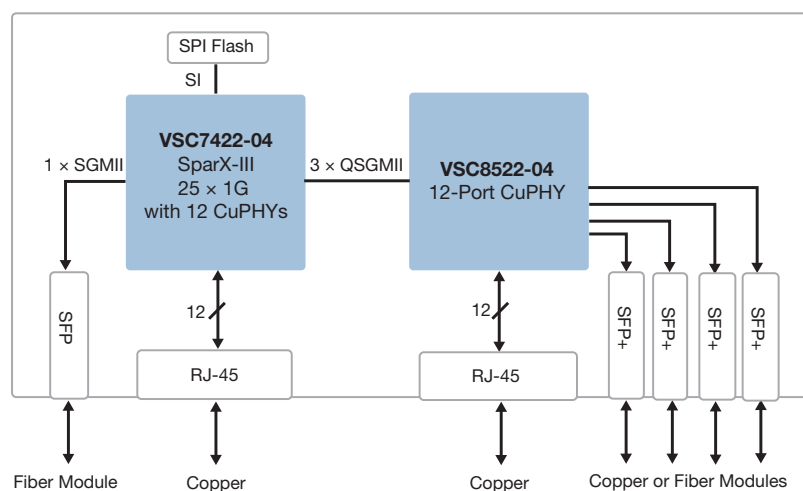 SPI Flash
SI
VSC7422-04
SparX-III
25 × 1G
with 12 CuPHYs
1 × SGMII
3 × QSGMII
VSC8522-04
12-Port CuPHY
12
12
SFP
RJ-45
RJ-45
SFP+
SFP+
SFP+
SFP+
Fiber Module
Copper
Copper
Copper or Fiber Modules